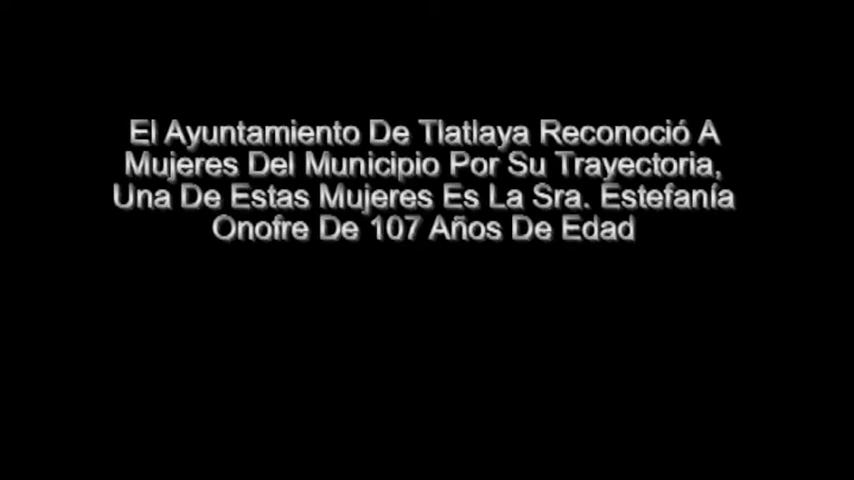 El Ayuntamiento De Tlatlaya Reconoció A
Mujeres Del Municipio Por Su Trayectoria,
Una De Estas Mujeres Es La Sra. Estefanía
Onofre De 107 Años De Edad